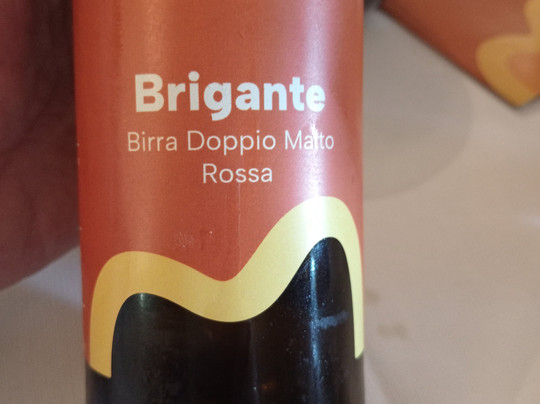 Brigante
Birra Doppio Malto
Rossa